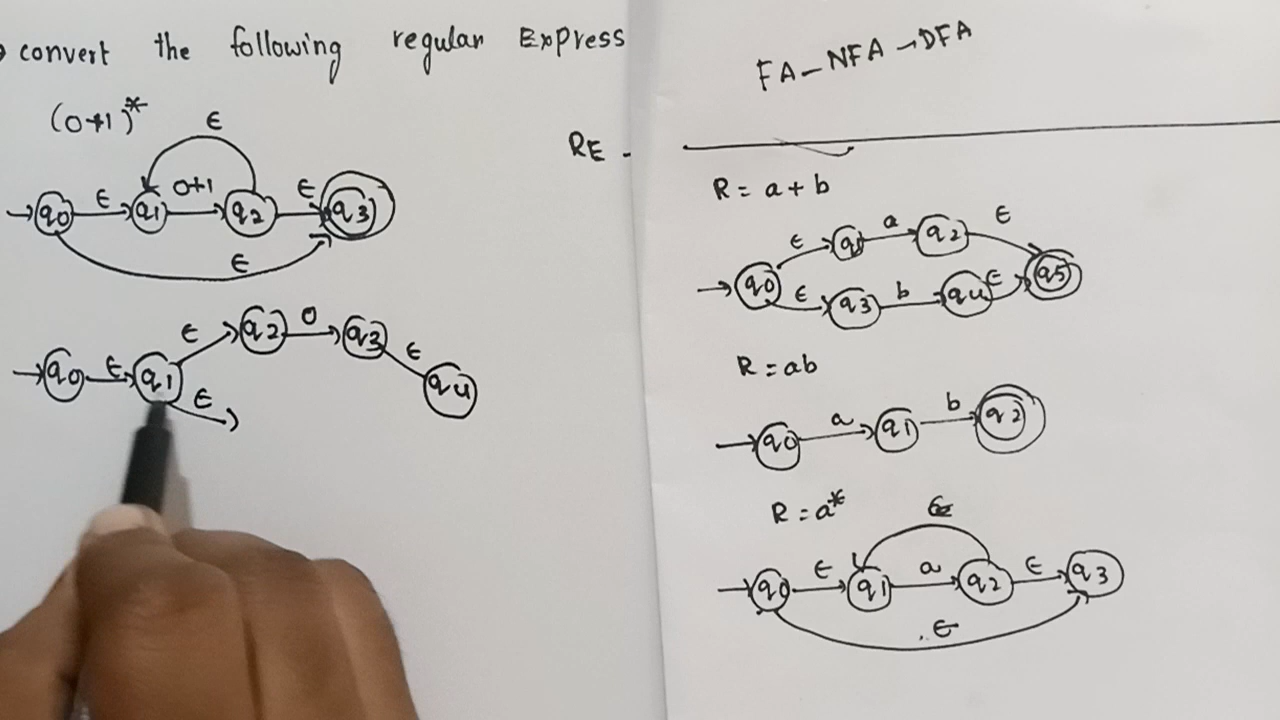 convert the following regular Express
(0+1)*
ϵ
q0 ϵ q1 0+1 q2 ϵ q3
ϵ
q0 ϵ q1 ϵ q2 0 q3 ϵ q4
ϵ
RE -
FA - NFA → DFA
R = a + b
q0 ϵ q1 a q2 ϵ
ϵ q3 b q4 ϵ q5
R = ab
q0 a q1 b q2
R = a*
ϵ
q0 ϵ q1 a q2 ϵ q3
ϵ